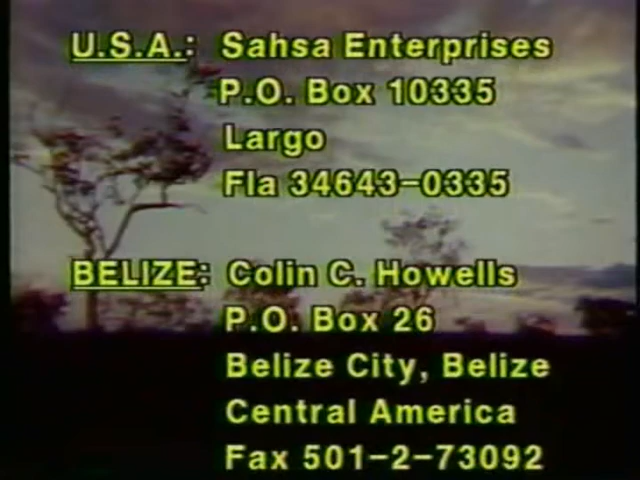 U.S.A.: Sahsa Enterprises
P.O. Box 10335
Largo
Fla 34643-0335
BELIZE: Colin C. Howells
P.O. Box 26
Belize City, Belize
Central America
Fax 501-2-73092